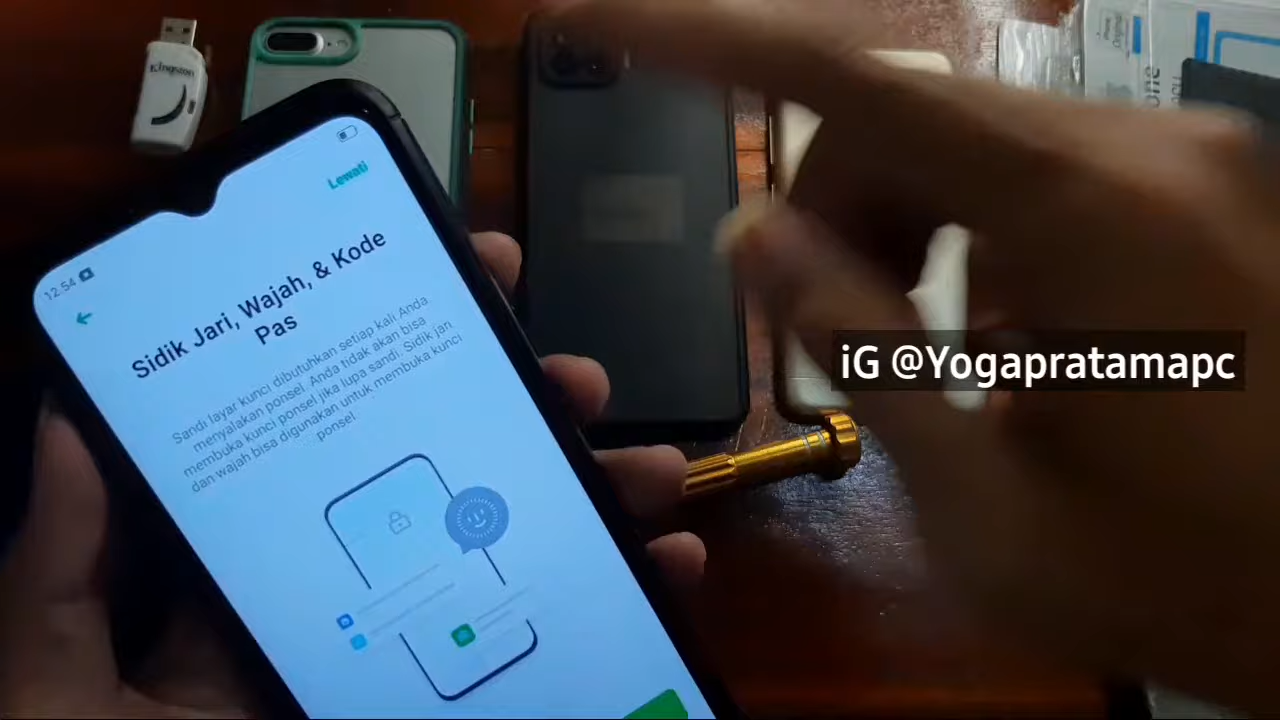 Kingston
12.54
Lewati
Sidik Jari, Wajah, & Kode
Pas
Sandi layar kunci dibutuhkan setiap kali Anda
menyalakan ponsel. Anda tidak akan bisa
membuka kunci ponsel jika lupa sandi. Sidik jari
dan wajah bisa digunakan untuk membuka kunci
ponsel.
iG @Yogapratamapc
Original